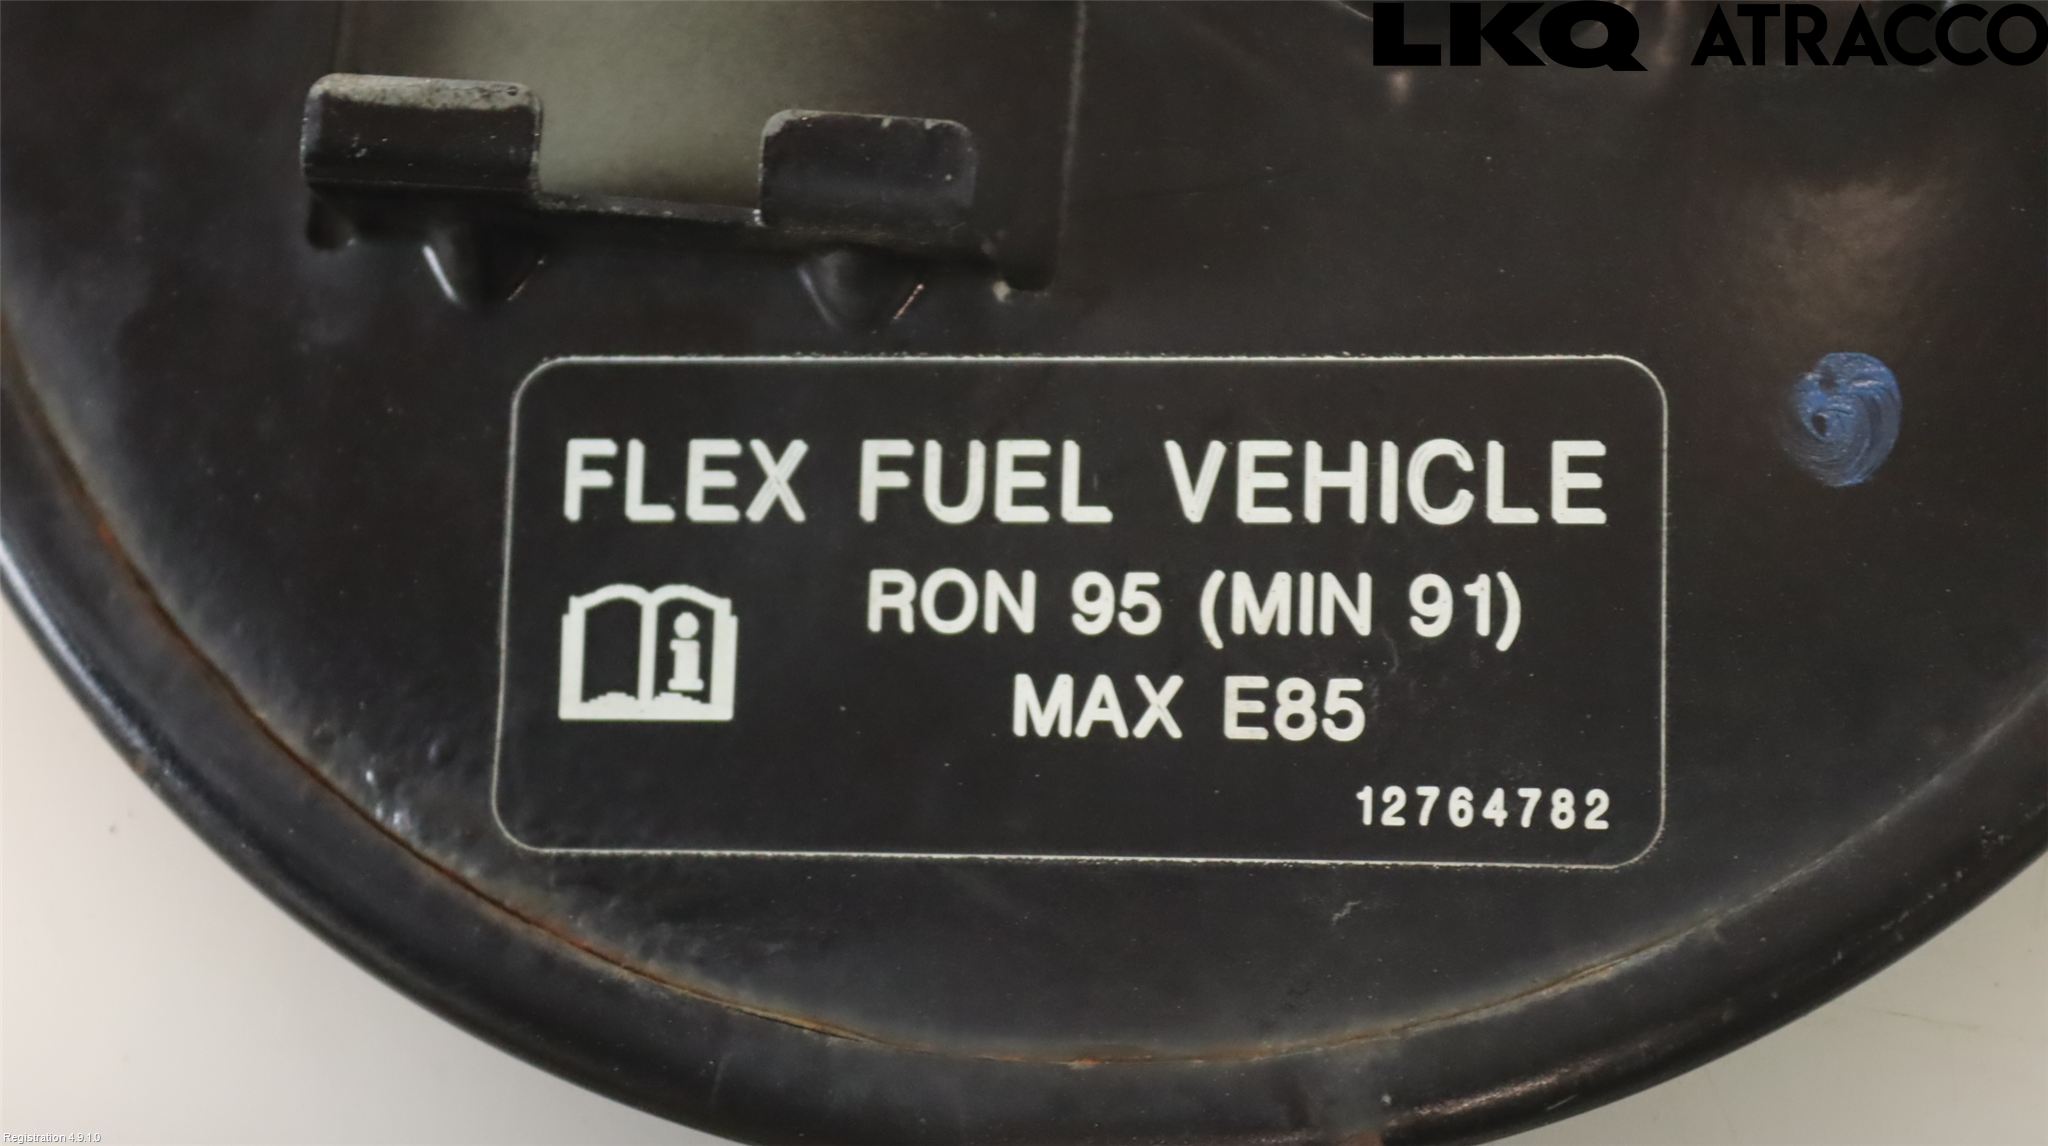 LKQ ATRACCO
FLEX FUEL VEHICLE
RON 95 (MIN 91)
MAX E85
12764782
Registration 4.9.1.0